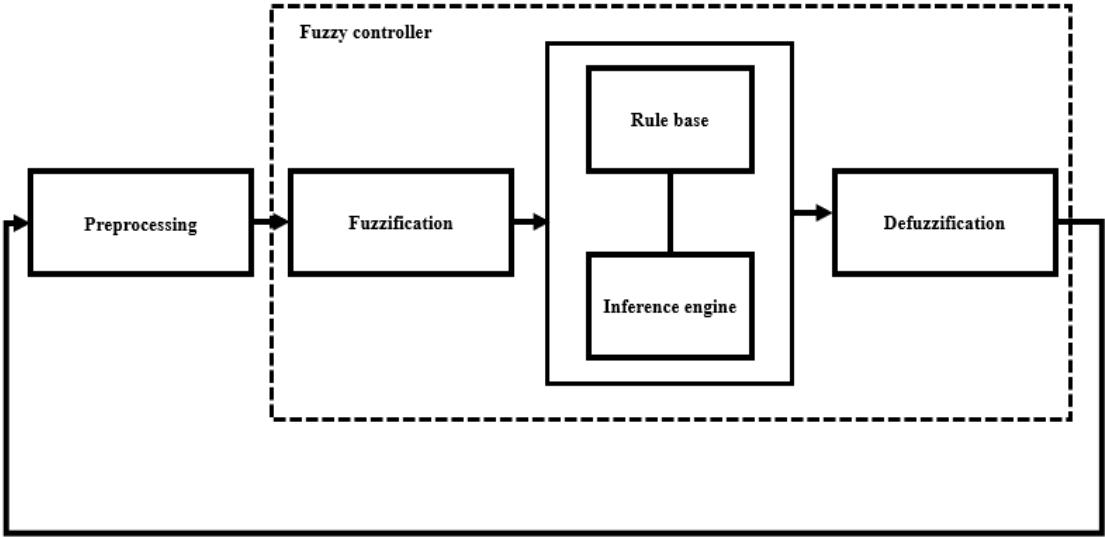 Fuzzy controller
Rule base
Preprocessing
Fuzzification
Defuzzification
Inference engine